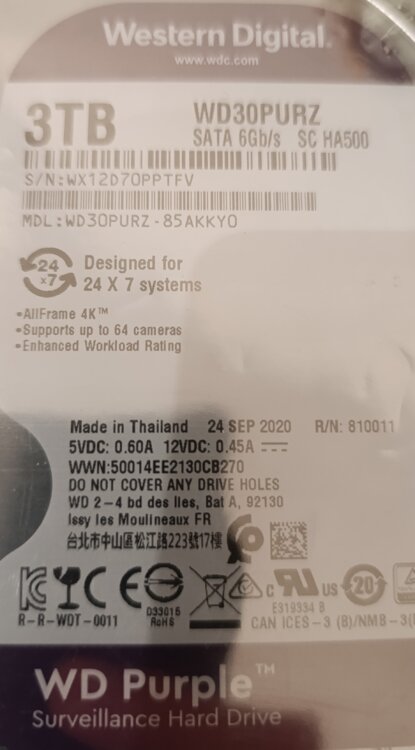 Western Digital.
www.wdc.com
3TB
WD30PURZ
SATA 6Gb/s SC HA500
S/N:WX12D70PPTFV
MDL:WD30PURZ-85AKKY0
24
x7
Designed for
24 X 7 systems
•AllFrame 4K™
•Supports up to 64 cameras
•Enhanced Workload Rating
Made in Thailand 24 SEP 2020 R/N: 810011
5VDC: 0.60A 12VDC: 0.45A
WWN:50014EE2130CB270
DO NOT COVER ANY DRIVE HOLES
WD 2-4 bd des Iles, Bat A, 92130
Issy les Moulineaux FR
台北市中山區松江路223號17樓
R-R-WDT-0011
D33016
RoHS
C US
E319334 B
20
CAN ICES-3 (B)/NMB-3(
WD Purple™
Surveillance Hard Drive